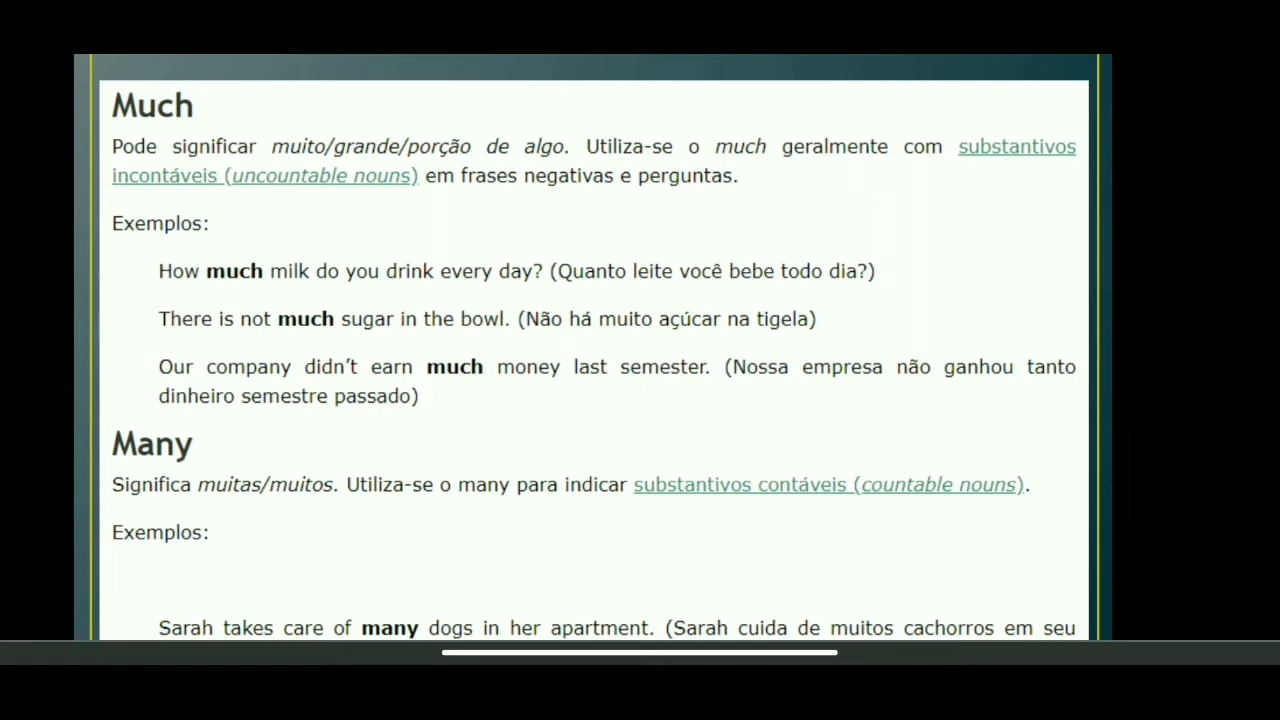 Much
Pode significar muito/grande/porção de algo. Utiliza-se o much geralmente com substantivos
incontáveis (uncountable nouns) em frases negativas e perguntas.
Exemplos:
How much milk do you drink every day? (Quanto leite você bebe todo dia?)
There is not much sugar in the bowl. (Não há muito açúcar na tigela)
Our company didn’t earn much money last semester. (Nossa empresa não ganhou tanto
dinheiro semestre passado)
Many
Significa muitas/muitos. Utiliza-se o many para indicar substantivos contáveis (countable nouns).
Exemplos:
Sarah takes care of many dogs in her apartment. (Sarah cuida de muitos cachorros em seu